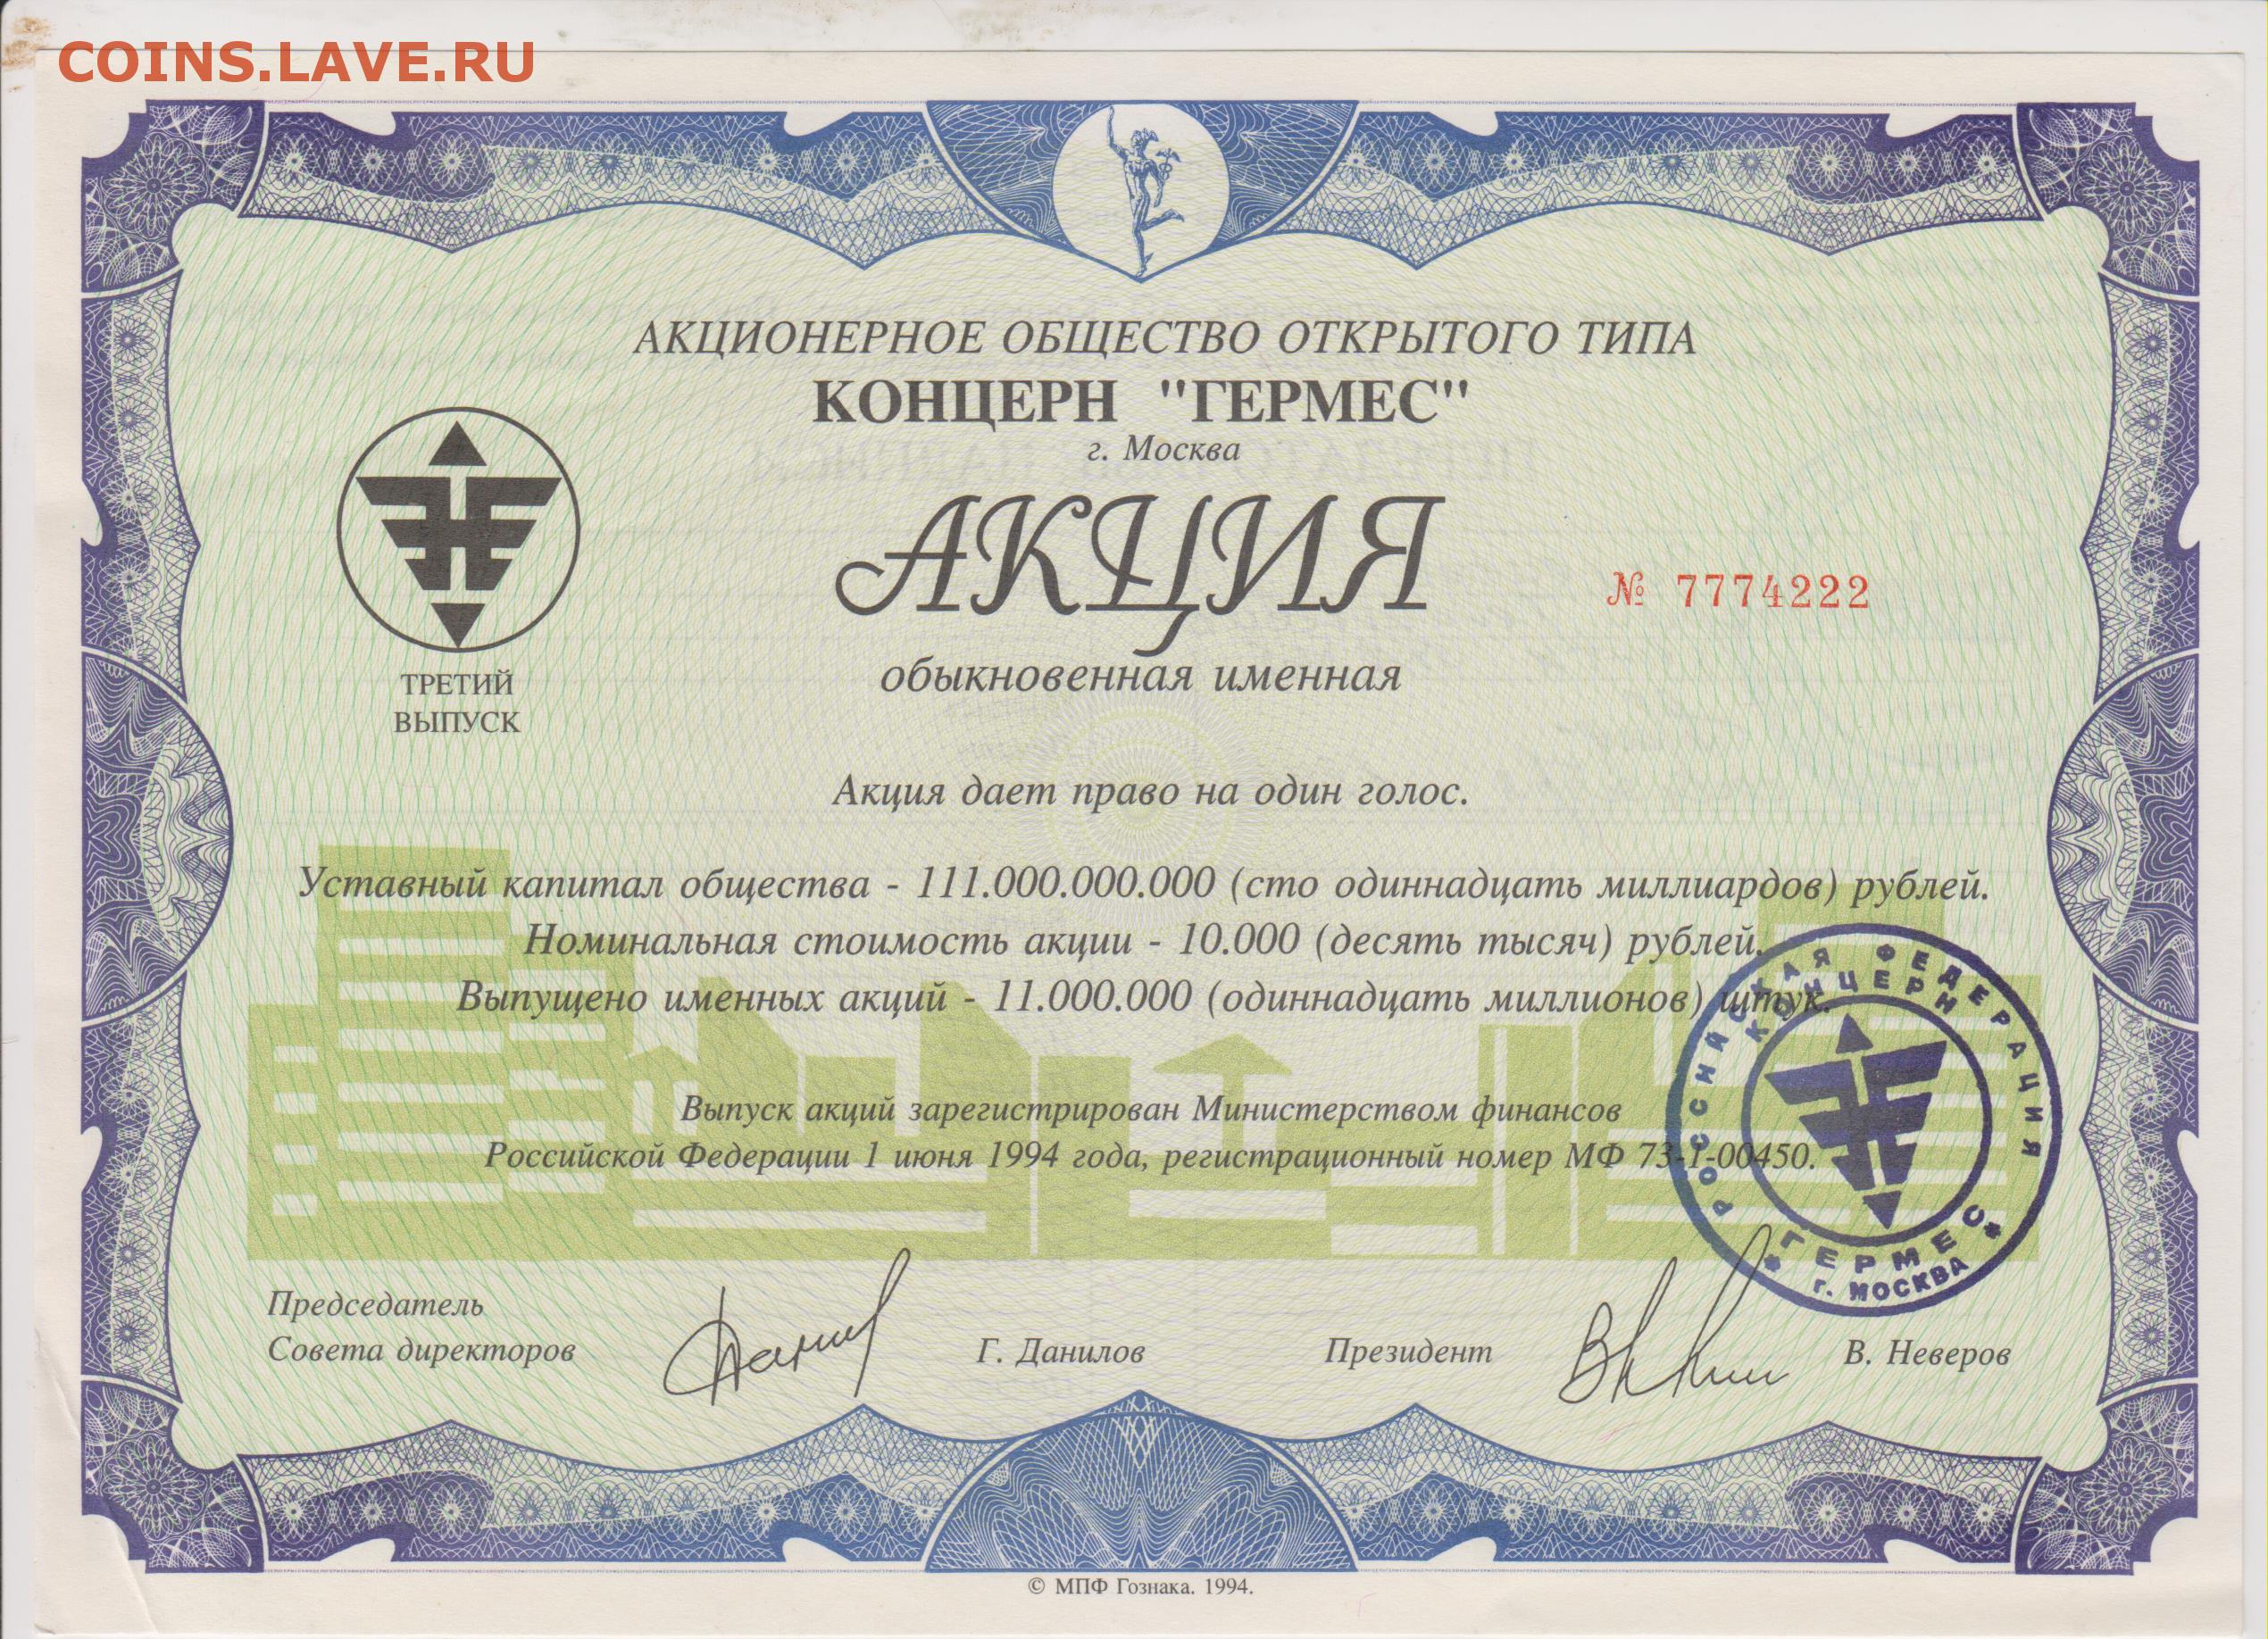 COINS.LAVE.RU
АКЦИОНЕРНОЕ ОБЩЕСТВО ОТКРЫТОГО ТИПА
КОНЦЕРН "ГЕРМЕС"
г. Москва
АКЦИЯ
№ 7774222
обыкновенная именная
ТРЕТИЙ
ВЫПУСК
Акция дает право на один голос.
Уставный капитал общества - 111.000.000.000 (сто одиннадцать миллиардов) рублей.
Номинальная стоимость акции - 10.000 (десять тысяч) рублей.
Выпущено именных акций - 11.000.000 (одиннадцать миллионов) штук.
Выпуск акций зарегистрирован Министерством финансов
Российской Федерации 1 июня 1994 года, регистрационный номер МФ 73-1-00450.
РОССИЙСКАЯ ФЕДЕРАЦИЯ
КОНЦЕРН
* ГЕРМЕС *
г. МОСКВА
Председатель
Совета директоров
Г. Данилов
Президент
В. Неверов
© МПФ Гознака. 1994.